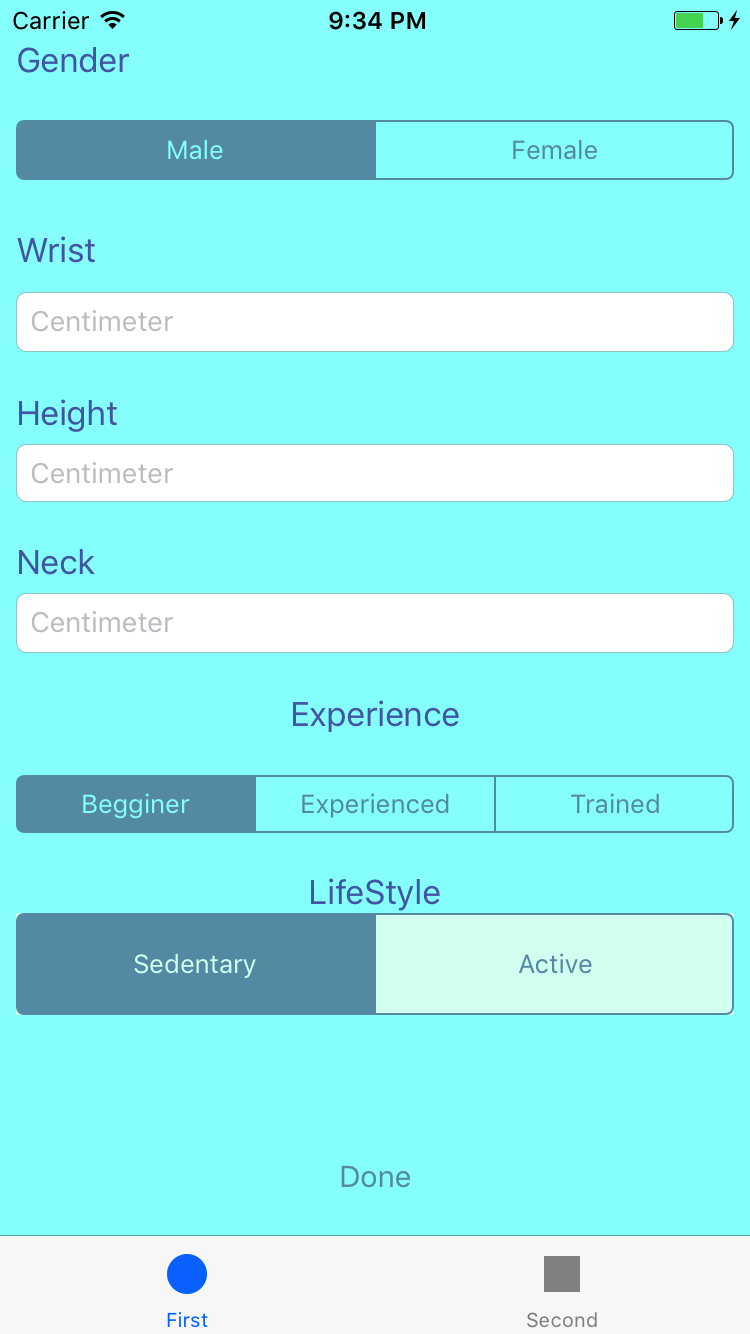 Carrier 9:34 PM
Gender
Male Female
Wrist
Centimeter
Height
Centimeter
Neck
Centimeter
Experience
Begginer Experienced Trained
LifeStyle
Sedentary Active
Done
First Second